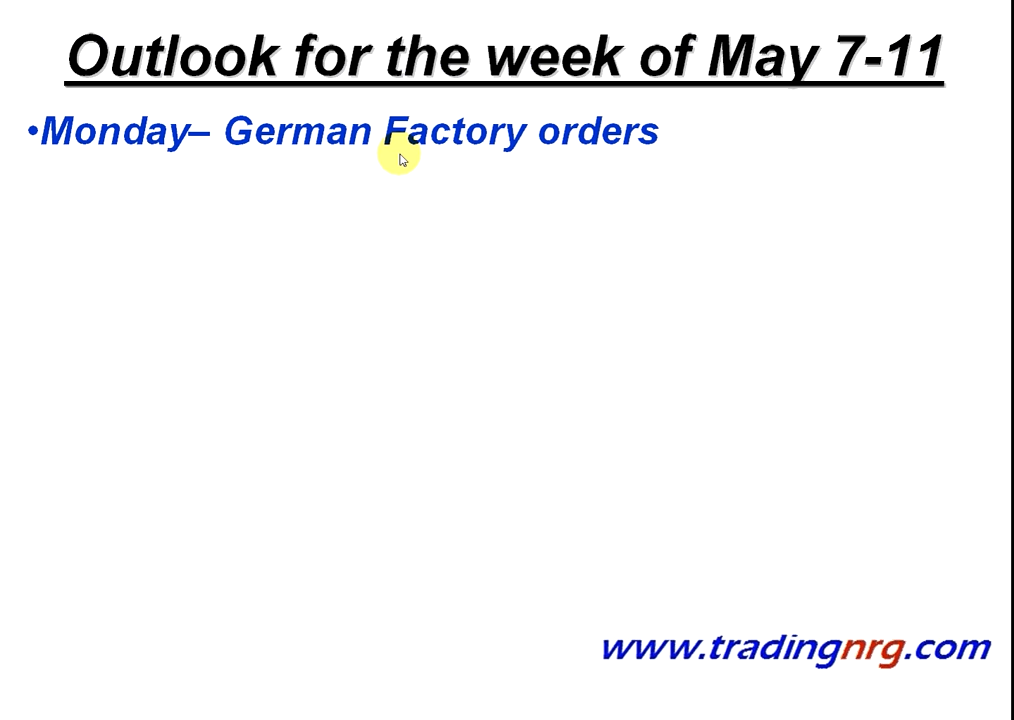 Outlook for the week of May 7-11
•Monday– German Factory orders
www.tradingnrg.com